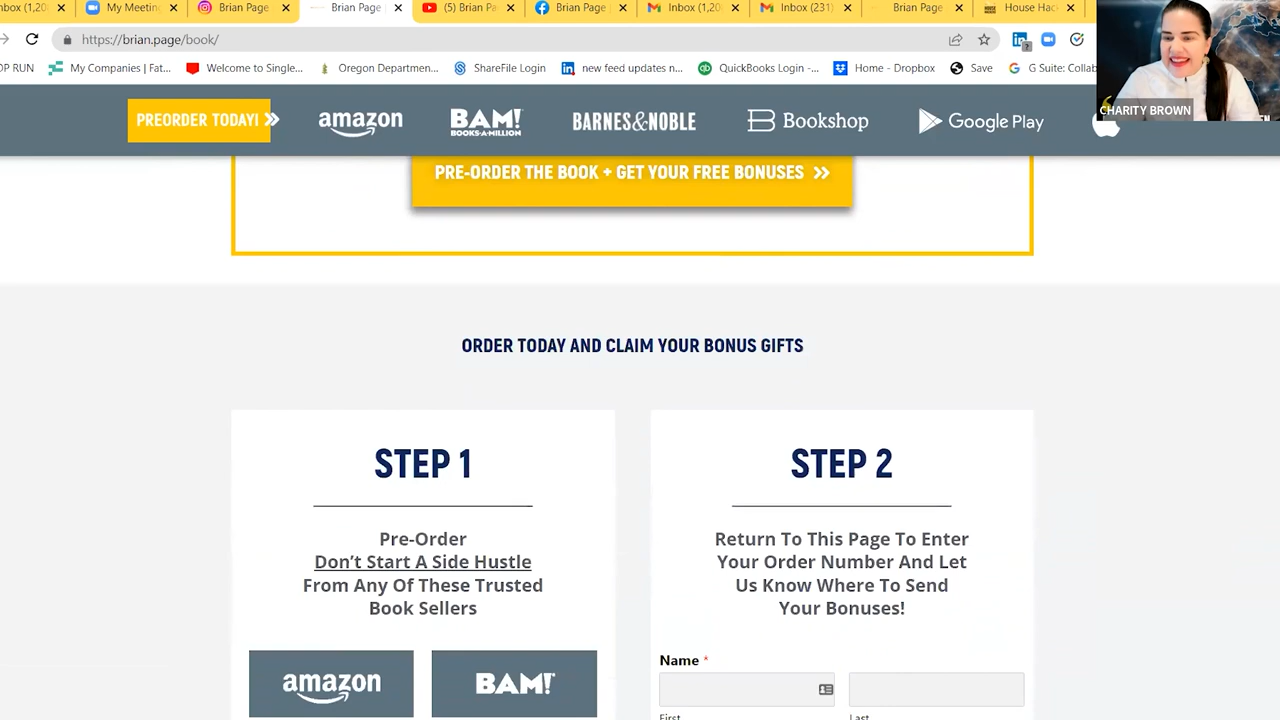 nbox (1,20
My Meetin
Brian Page
Brian Page
(5) Brian Pa
Brian Page
Inbox (1,20
Inbox (231)
Brian Page
House Hac
https://brian.page/book/
OP RUN
My Companies | Fat...
Welcome to Single...
Oregon Departmen...
ShareFile Login
new feed updates n...
QuickBooks Login -...
Home - Dropbox
Save
G Suite: Collab
CHARITY BROWN
PREORDER TODAY!
amazon
BAM!
BOOKS-A-MILLION
BARNES&NOBLE
Bookshop
Google Play
PRE-ORDER THE BOOK + GET YOUR FREE BONUSES
ORDER TODAY AND CLAIM YOUR BONUS GIFTS
STEP 1
Pre-Order
Don't Start A Side Hustle
From Any Of These Trusted
Book Sellers
amazon
BAM!
STEP 2
Return To This Page To Enter
Your Order Number And Let
Us Know Where To Send
Your Bonuses!
Name *
First
Last